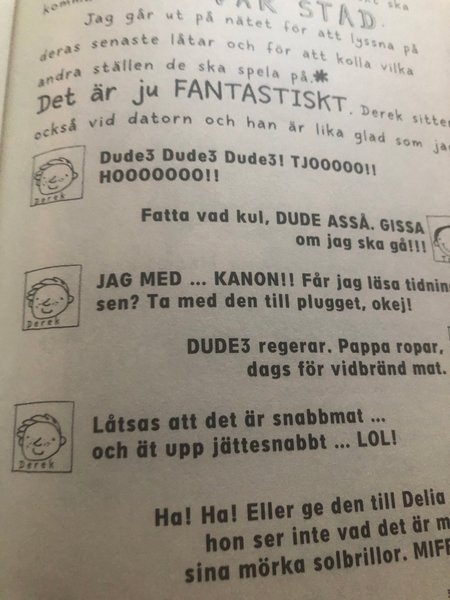 ska
VÅR STAD.
Jag går ut på nätet för att lyssna på
deras senaste låtar och för att kolla vilka
andra ställen de ska spela på.*
Det är ju FANTASTISKT. Derek sitter
också vid datorn och han är lika glad som
Dude3 Dude3 Dude3! TJOOOOO!!
HOOOOOOO!!
Derek
Fatta vad kul, DUDE ASSÅ. GISSA
om jag ska gå!!!
JAG MED ... KANON!! Får jag läsa
sen? Ta med den till plugget, okej!
Derek
DUDE3 regerar. Pappa ropar,
dags för vidbränd mat.
Låtsas att det är snabbmat ...
och ät upp jättesnabbt ... LOL!
Derek
Ha! Ha! Eller ge den till Delia
hon ser inte vad det är
sina mörka solbrillor.